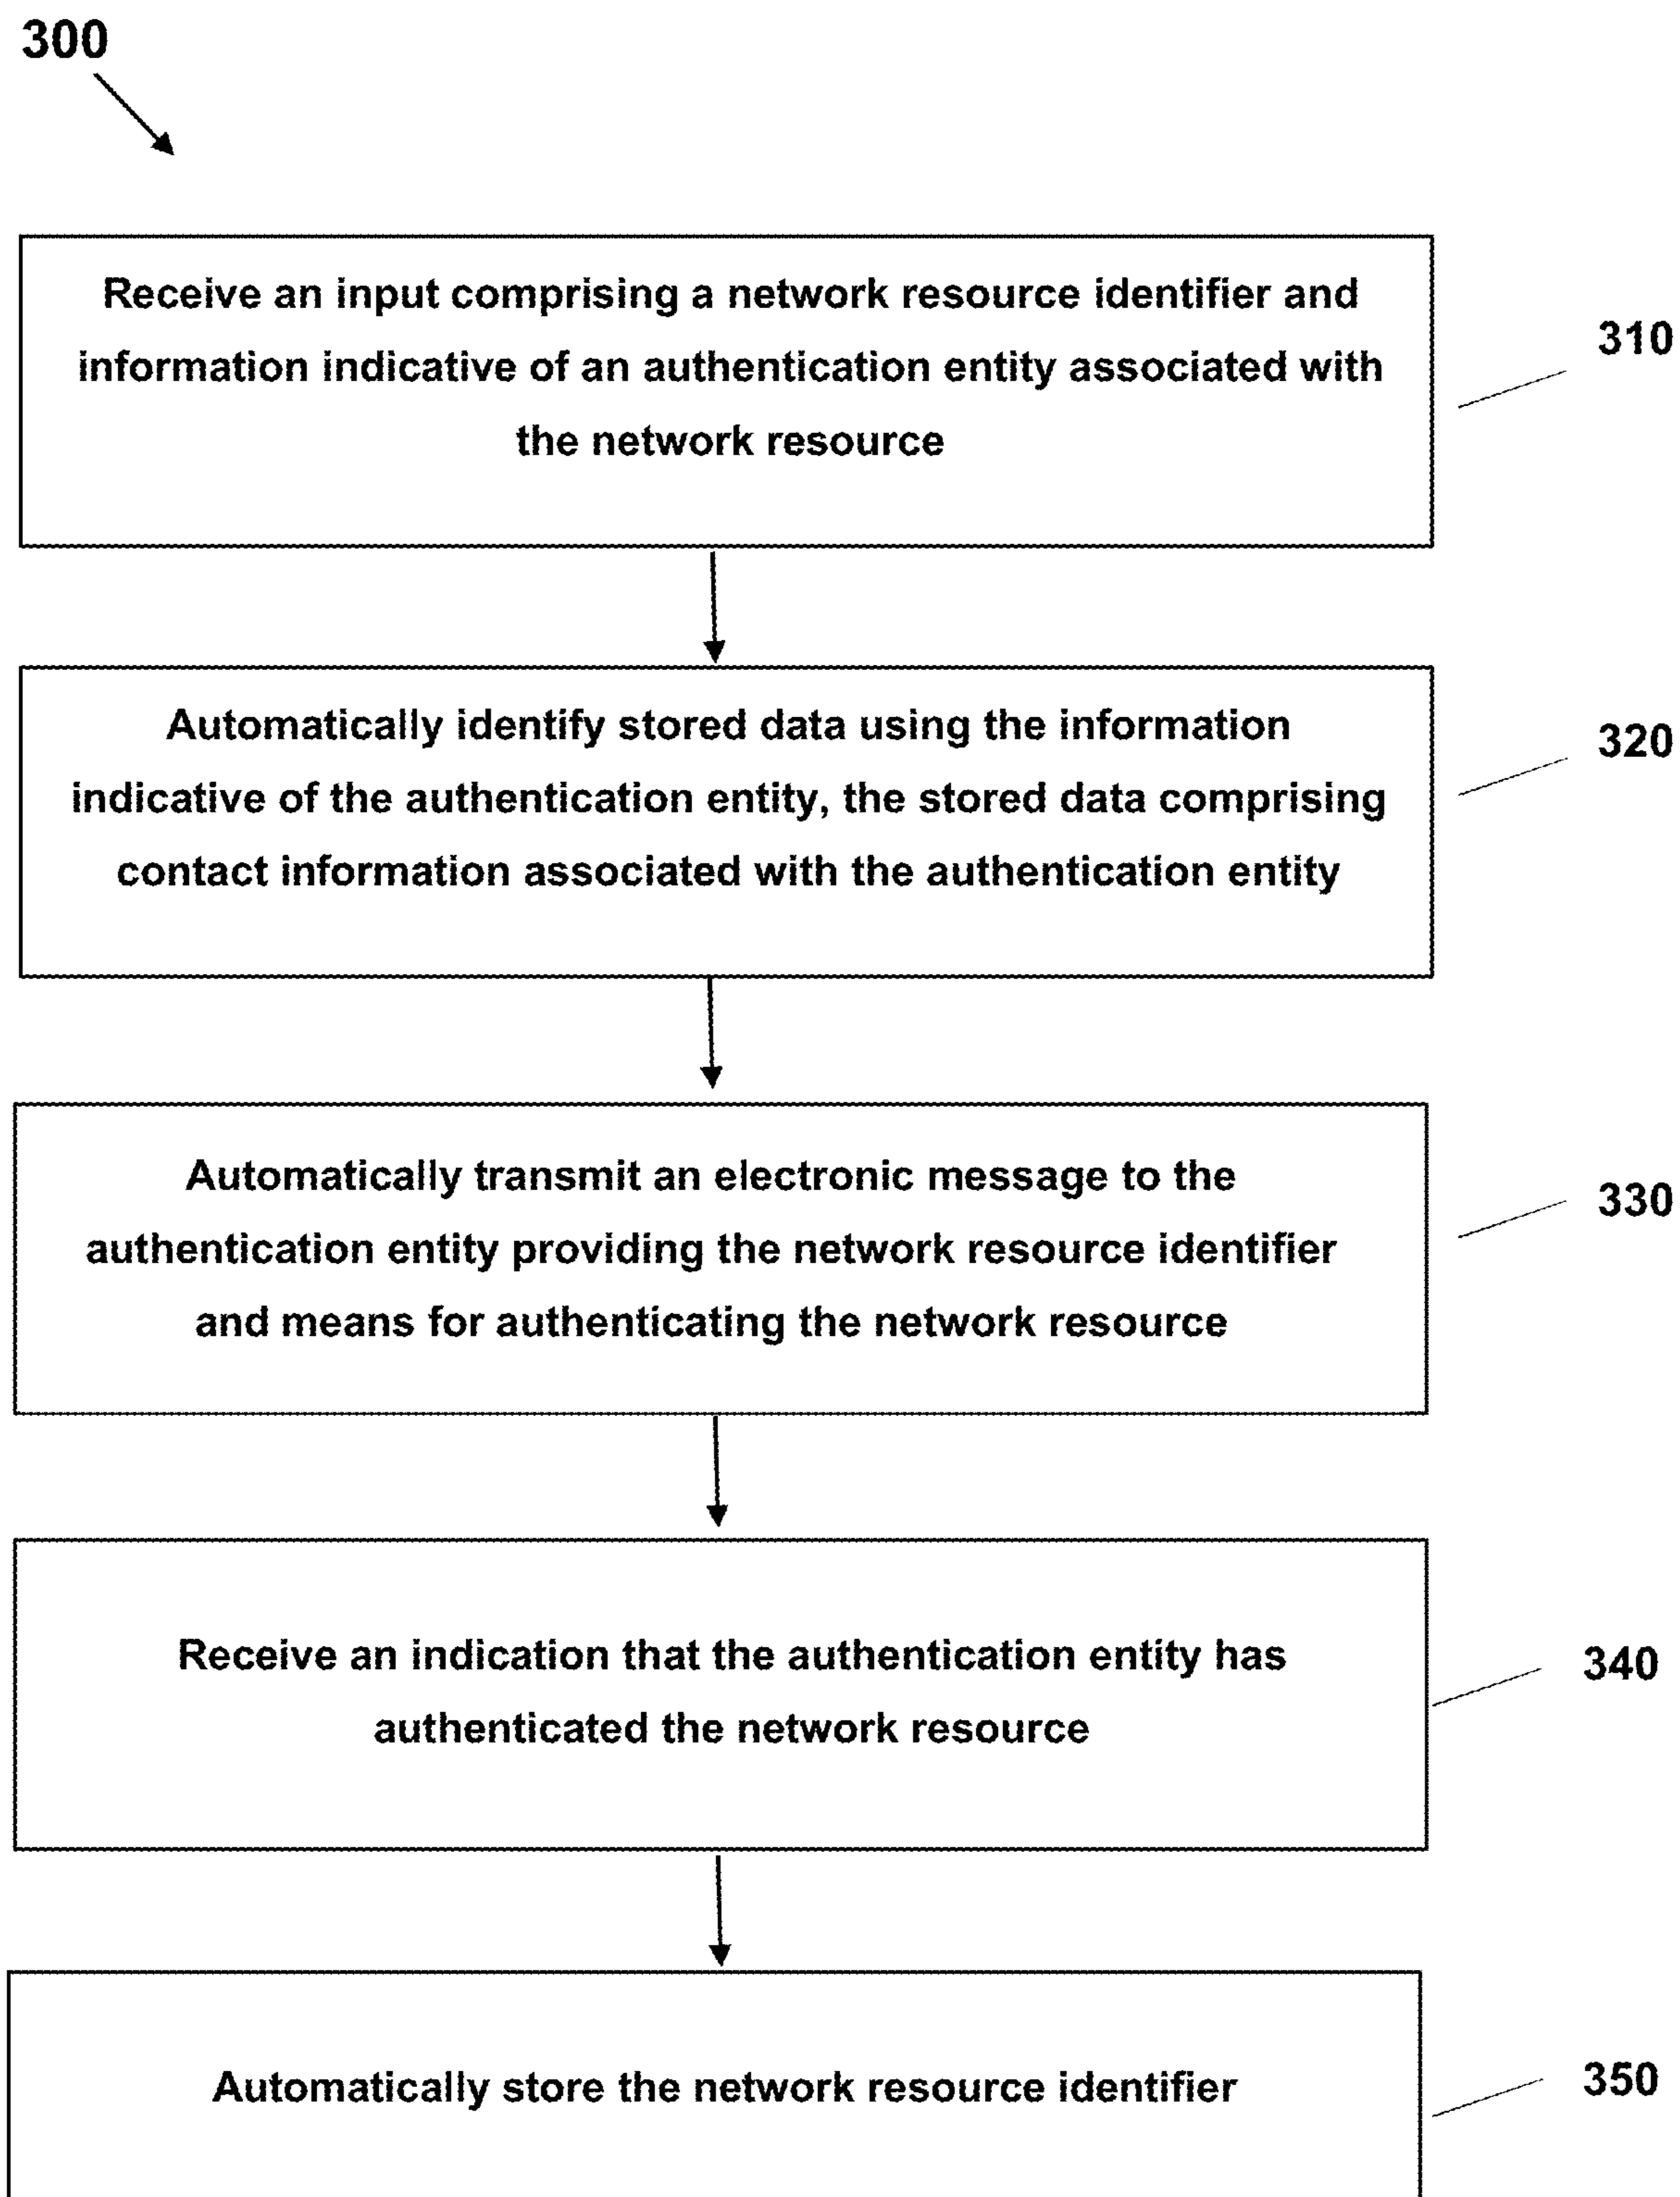 300
Receive an input comprising a network resource identifier and
information indicative of an authentication entity associated with
the network resource
310
Automatically identify stored data using the information
indicative of the authentication entity, the stored data comprising
contact information associated with the authentication entity
320
Automatically transmit an electronic message to the
authentication entity providing the network resource identifier
and means for authenticating the network resource
330
Receive an indication that the authentication entity has
authenticated the network resource
340
Automatically store the network resource identifier
350